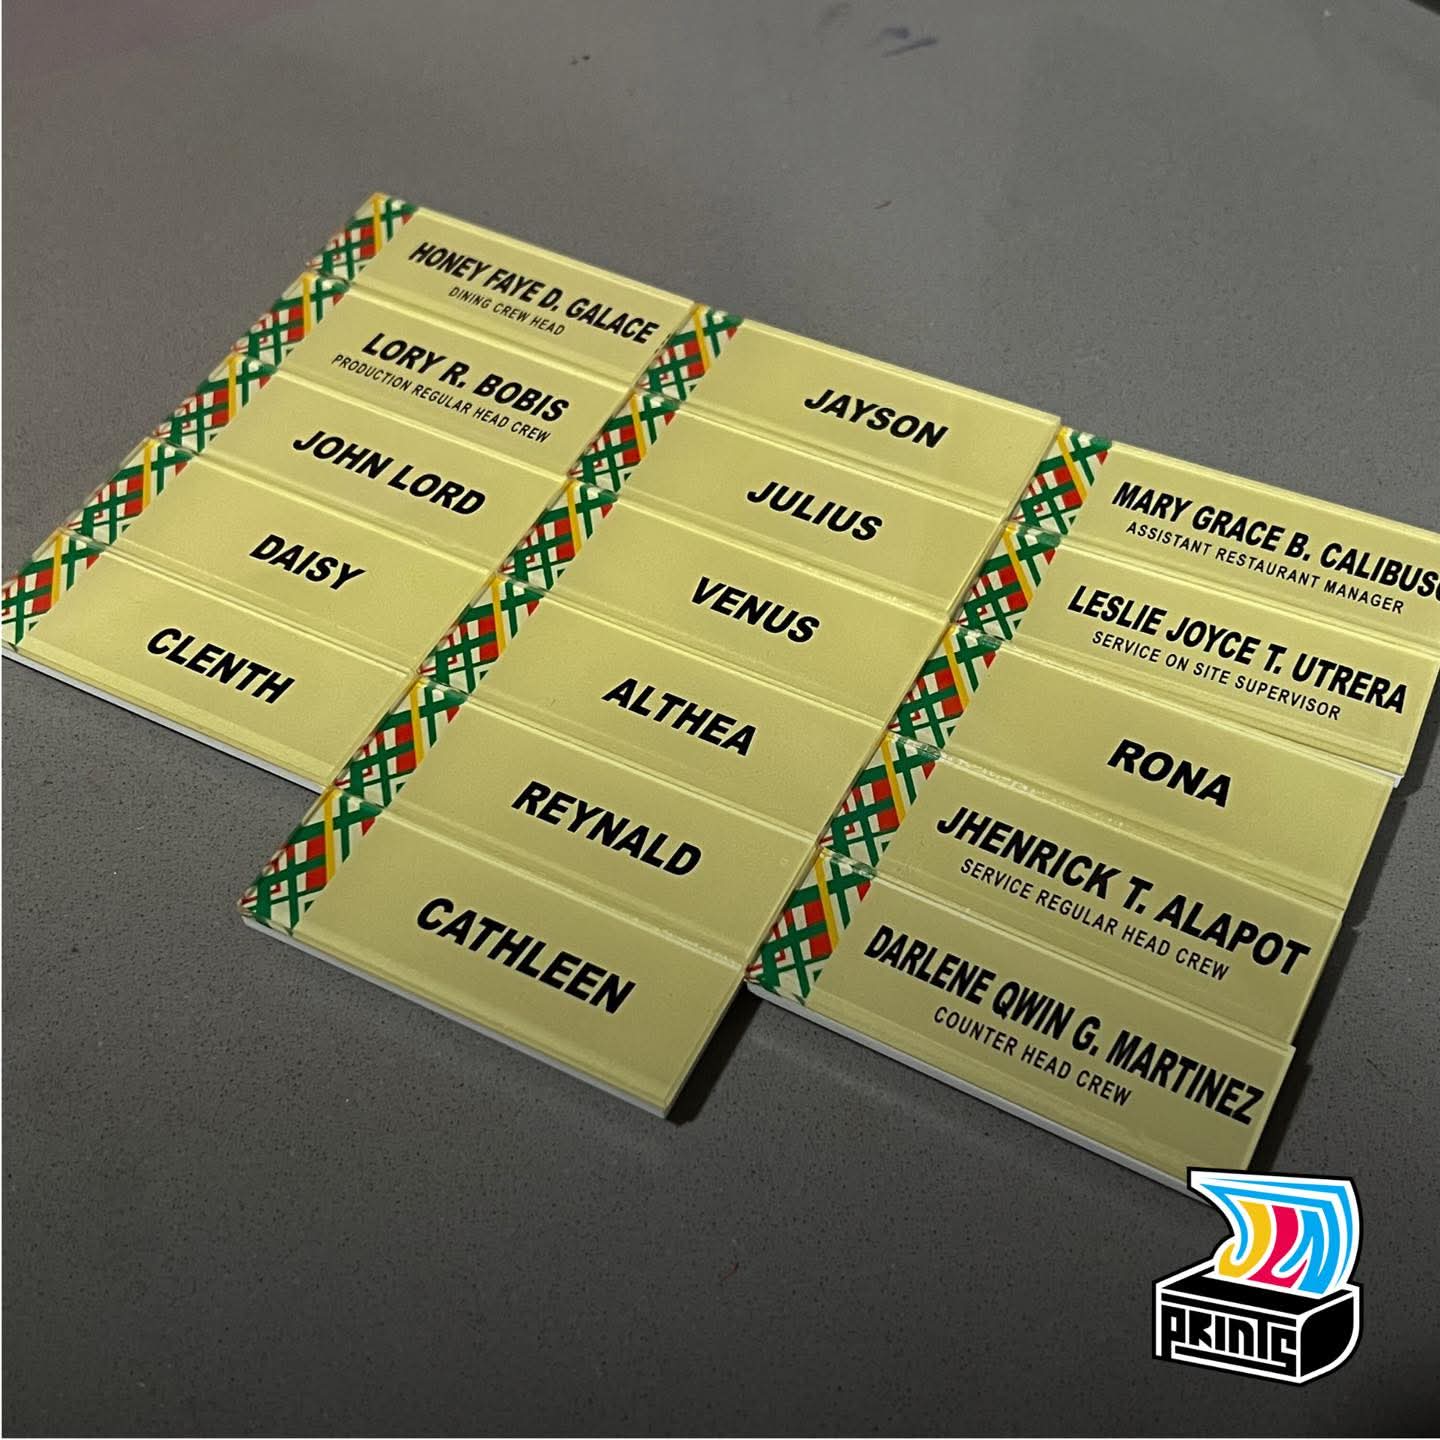 HONEY FAYE D. GALACE
DINING CREW HEAD
LORY R. BOBIS
PRODUCTION REGULAR HEAD CREW
JOHN LORD
DAISY
CLENTH
JAYSON
JULIUS
VENUS
ALTHEA
REYNALD
CATHLEEN
MARY GRACE B.
ASSISTANT RESTAURANT MANAGER
LESLIE JOYCE T. UTRERA
SERVICE ON SITE SUPERVISOR
RONA
JHENRICK T. ALAPOT
SERVICE REGULAR HEAD CREW
DARLENE QWIN G. MARTINEZ
COUNTER HEAD CREW
JLN
PRINTS